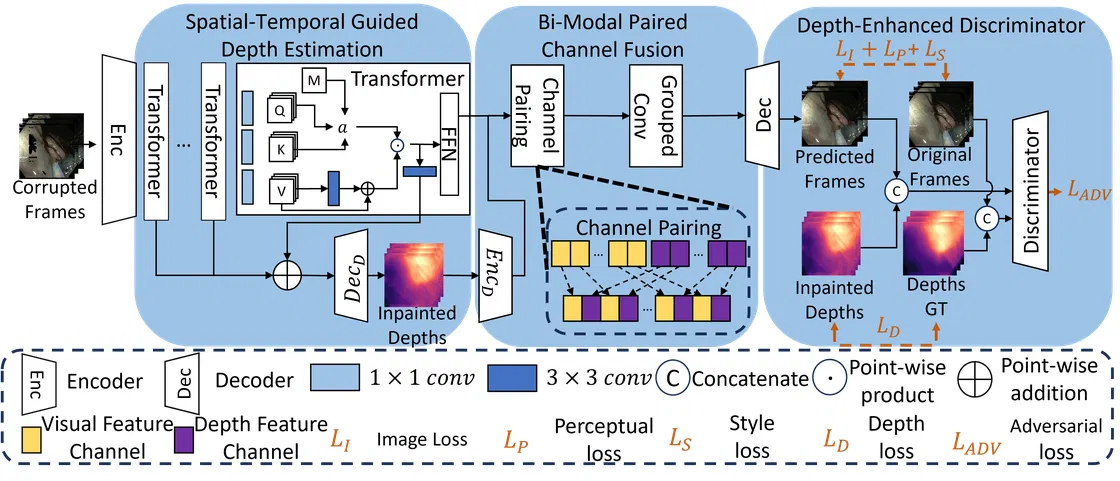 Spatial-Temporal Guided
Depth Estimation
Bi-Modal Paired
Channel Fusion
Depth-Enhanced Discriminator
L_I + L_P + L_S
Corrupted
Frames
Enc
Transformer
...
Transformer
Transformer
M
Q
K
V
a
FFN
Channel
Pairing
Grouped
Conv
Dec
Predicted
Frames
Original
Frames
C
C
Discriminator
L_ADV
Dec_D
Inpainted
Depths
Enc_D
Channel Pairing
...
...
...
Inpainted
Depths
Depths
GT
L_D
Enc
Encoder
Dec
Decoder
1 × 1 conv
3 × 3 conv
C
Concatenate
Point-wise
product
Point-wise
addition
Visual Feature
Channel
Depth Feature
Channel
L_I
Image Loss
L_P
Perceptual
loss
L_S
Style
loss
L_D
Depth
loss
L_ADV
Adversarial
loss